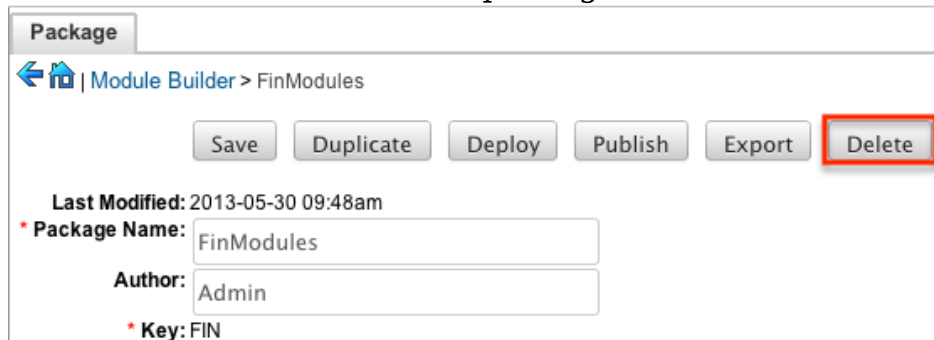 Package
| Module Builder > FinModules
Save Duplicate Deploy Publish Export Delete
Last Modified: 2013-05-30 09:48am
* Package Name: FinModules
Author: Admin
* Key: FIN